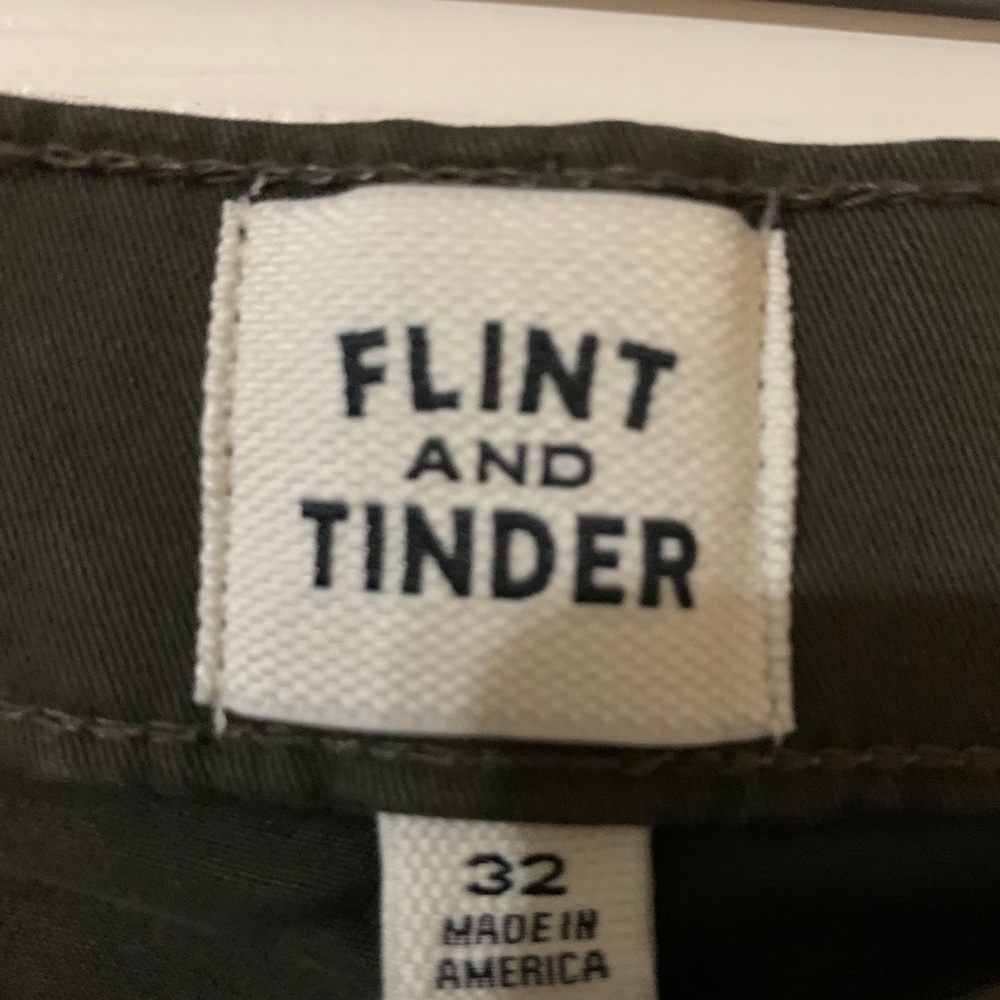 FLINT
AND
TINDER
32
MADE IN
AMERICA